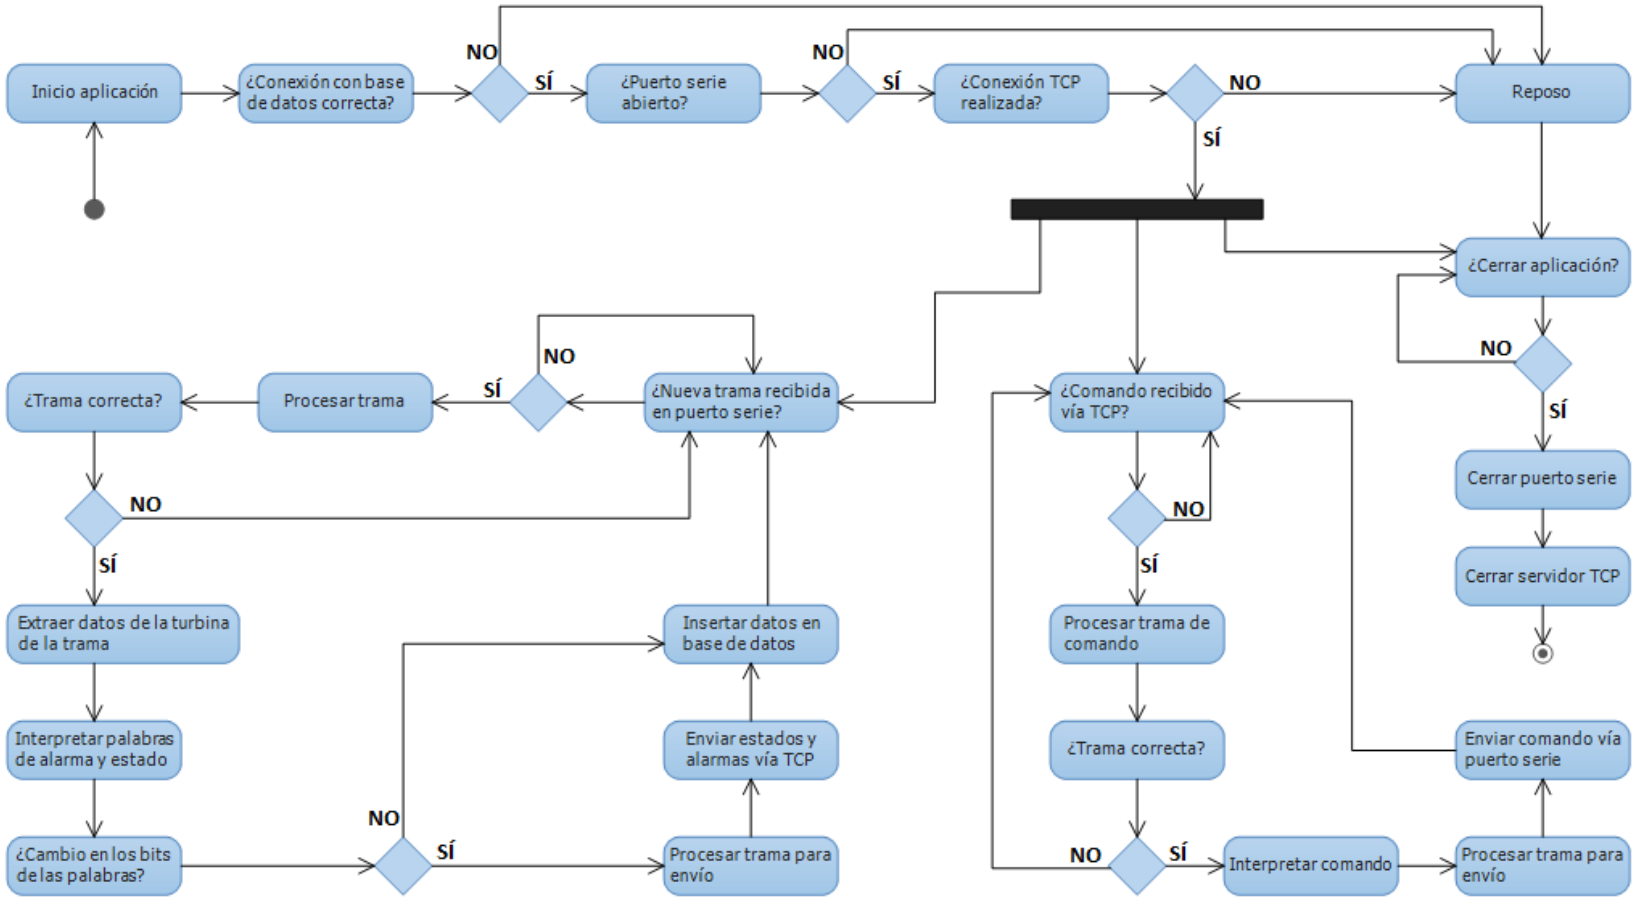 NO
NO
Inicio aplicación
¿Conexión con base
de datos correcta?
SÍ
¿Puerto serie
abierto?
SÍ
¿Conexión TCP
realizada?
NO
Reposo
SÍ
¿Cerrar aplicación?
NO
SÍ
Cerrar puerto serie
Cerrar servidor TCP
NO
¿Trama correcta?
Procesar trama
SÍ
¿Nueva trama recibida
en puerto serie?
NO
SÍ
Extraer datos de la turbina
de la trama
Interpretar palabras
de alarma y estado
¿Cambio en los bits
de las palabras?
NO
SÍ
Procesar trama para
envío
Enviar estados y
alarmas vía TCP
Insertar datos en
base de datos
¿Comando recibido
vía TCP?
NO
SÍ
Procesar trama de
comando
¿Trama correcta?
NO
SÍ
Interpretar comando
Procesar trama para
envío
Enviar comando vía
puerto serie